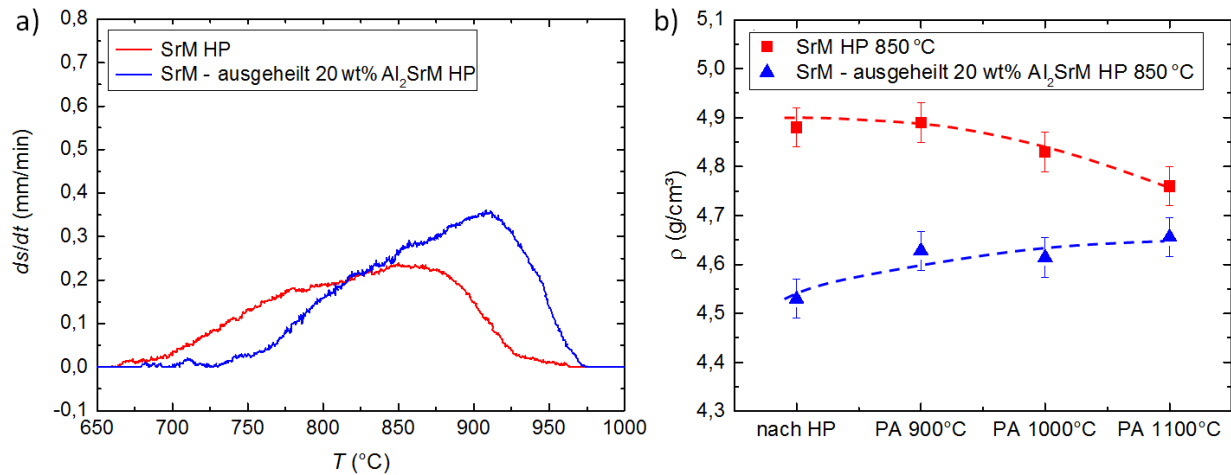 a)
0,8
0,7
0,6
0,5
0,4
0,3
0,2
0,1
0,0
-0,1
ds/dt (mm/min)
SrM HP
SrM - ausgeheilt 20 wt% Al₂SrM HP
650 700 750 800 850 900 950 1000
T (°C)
b)
5,1
5,0
4,9
4,8
4,7
4,6
4,5
4,4
4,3
ρ (g/cm³)
SrM HP 850 °C
SrM - ausgeheilt 20 wt% Al₂SrM HP 850 °C
nach HP PA 900°C PA 1000°C PA 1100°C